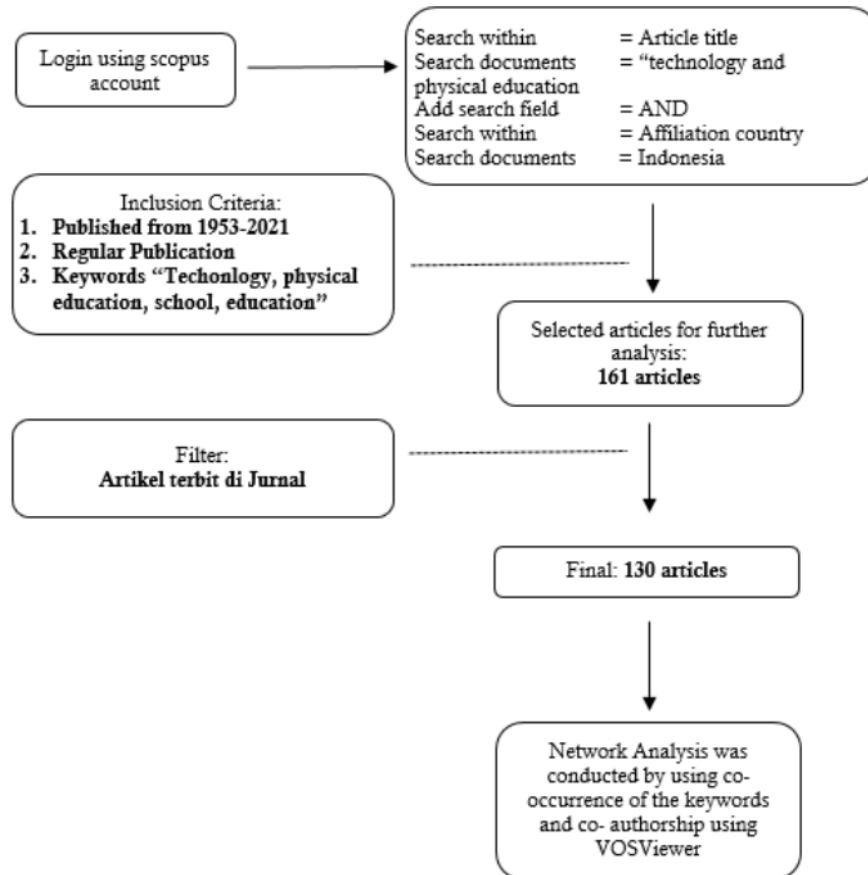 Login using scopus
account
Search within = Article title
Search documents = “technology and
physical education
Add search field = AND
Search within = Affiliation country
Search documents = Indonesia
Inclusion Criteria:
1. Published from 1953-2021
2. Regular Publication
3. Keywords “Techonlogy, physical
education, school, education”
Selected articles for further
analysis:
161 articles
Filter:
Artikel terbit di Jurnal
Final: 130 articles
Network Analysis was
conducted by using co-
occurrence of the keywords
and co- authorship using
VOSViewer